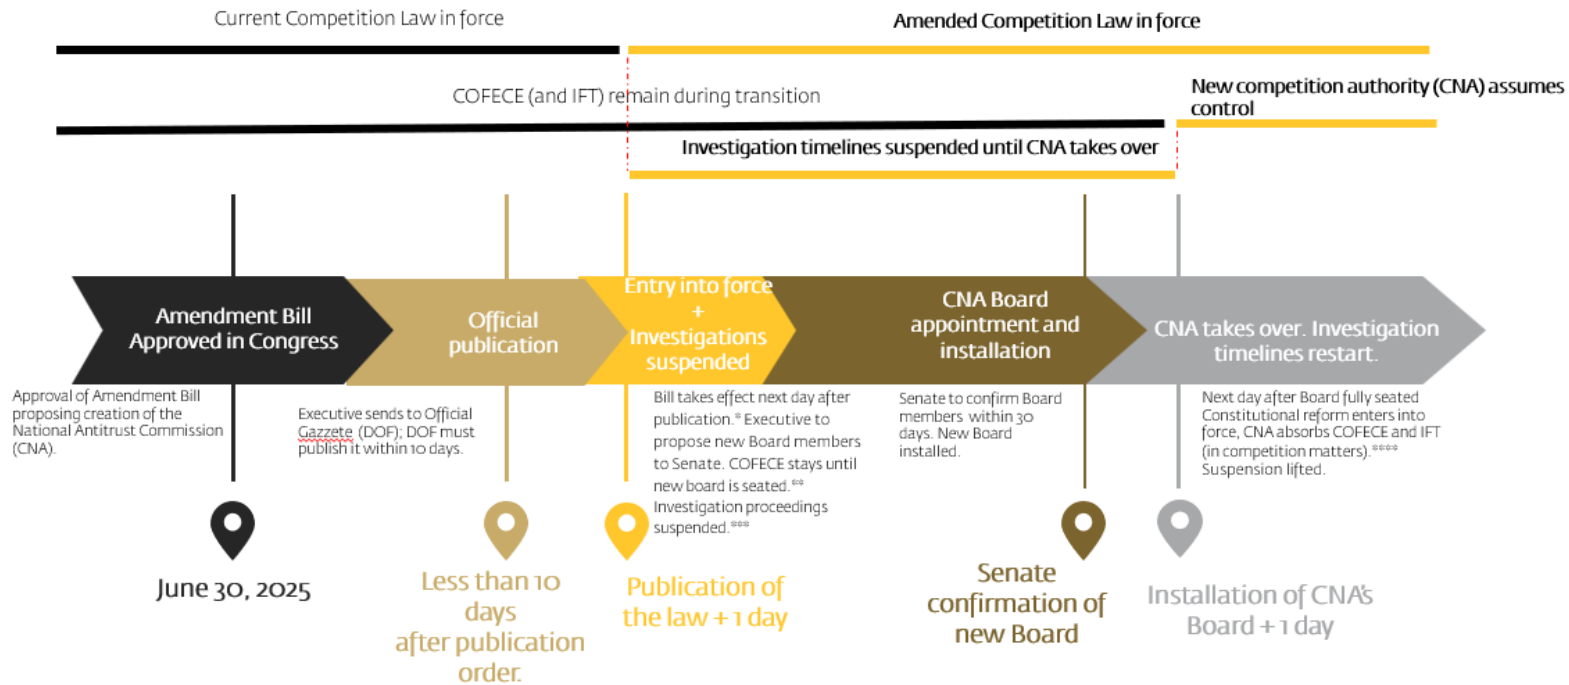 Current Competition Law in force
Amended Competition Law in force
COFECE (and IFT) remain during transition
New competition authority (CNA) assumes
control
Investigation timelines suspended until CNA takes over
Amendment Bill
Approved in Congress
Official
publication
Entry into force
+
Investigations
suspended
CNA Board
appointment and
installation
CNA takes over. Investigation
timelines restart.
Approval of Amendment Bill
proposing creation of the
National Antitrust Commission
(CNA).
Executive sends to Official
Gazzete (DOF); DOF must
publish it within 10 days.
Bill takes effect next day after
publication.* Executive to
propose new Board members
to Senate. COFECE stays until
new board is seated.**
Investigation proceedings
suspended.***
Senate to confirm Board
members within 30
days. New Board
installed.
Next day after Board fully seated
Constitutional reform enters into
force, CNA absorbs COFECE and IFT
(in competition matters).****
Suspension lifted.
June 30, 2025
Less than 10
days
after publication
order.
Publication of
the law + 1 day
Senate
confirmation of
new Board
Installation of CNA's
Board + 1 day